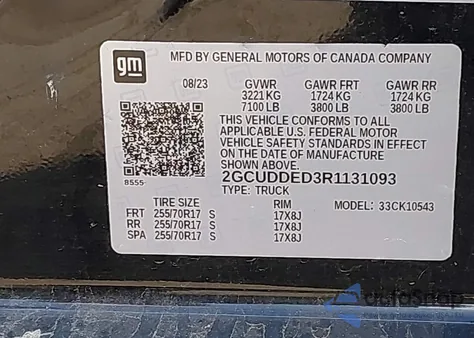 gm
MFD BY GENERAL MOTORS OF CANADA COMPANY
08/23 GVWR GAWR FRT GAWR RR
3221 KG 1724 KG 1724 KG
7100 LB 3800 LB 3800 LB
THIS VEHICLE CONFORMS TO ALL
APPLICABLE U.S. FEDERAL MOTOR
VEHICLE SAFETY STANDARDS IN EFFECT
ON THE DATE OF MANUFACTURE
SHOWN ABOVE
8555
2GCUDDED3R1131093
TYPE: TRUCK
TIRE SIZE RIM MODEL: 33CK10543
FRT 255/70R17 S 17X8J
RR 255/70R17 S 17X8J
SPA 255/70R17 S 17X8J
autoSnap